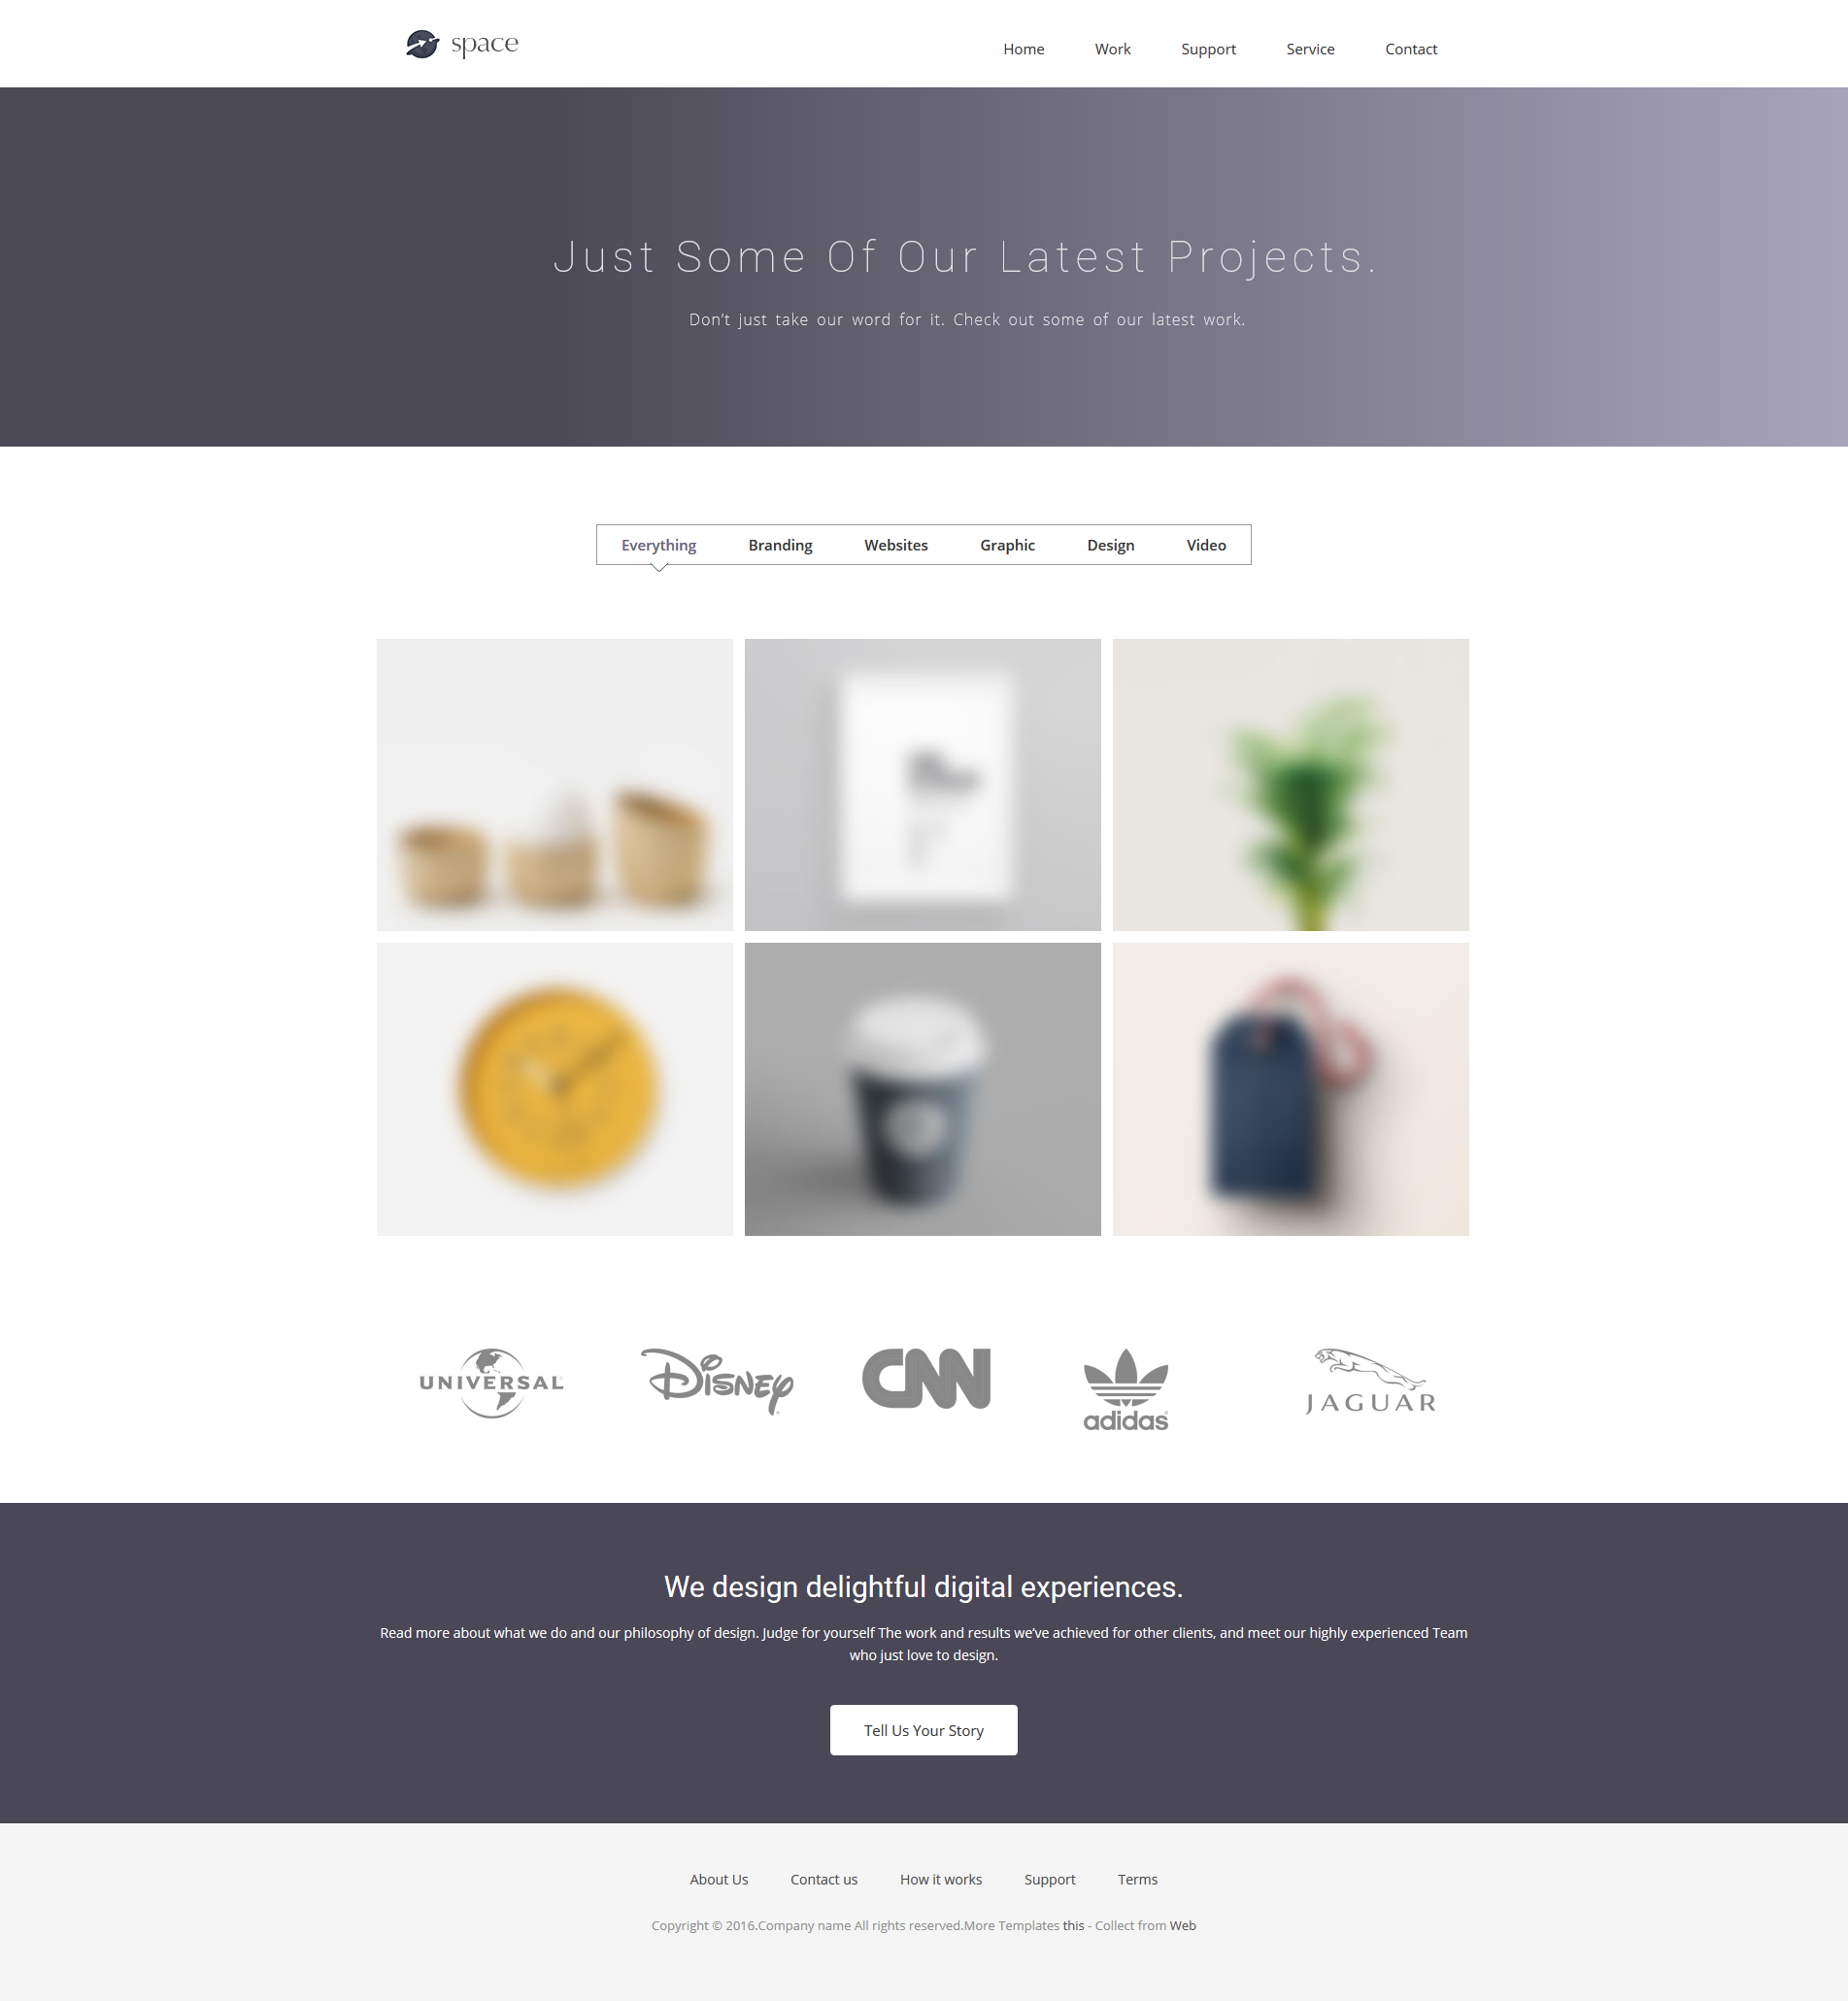 space
Home Work Support Service Contact
Just Some Of Our Latest Projects.
Don’t just take our word for it. Check out some of our latest work.
Everything Branding Websites Graphic Design Video
UNIVERSAL Disney CNN adidas JAGUAR
We design delightful digital experiences.
Read more about what we do and our philosophy of design. Judge for yourself The work and results we’ve achieved for other clients, and meet our highly experienced Team
who just love to design.
Tell Us Your Story
About Us Contact us How it works Support Terms
Copyright © 2016.Company name All rights reserved.More Templates this - Collect from Web